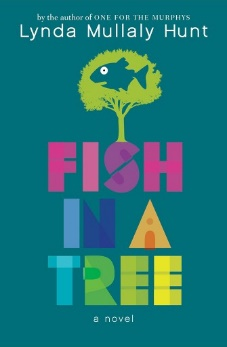 by the author of ONE FOR THE MURPHYS
Lynda Mullaly Hunt
FISH
IN A
TREE
a novel